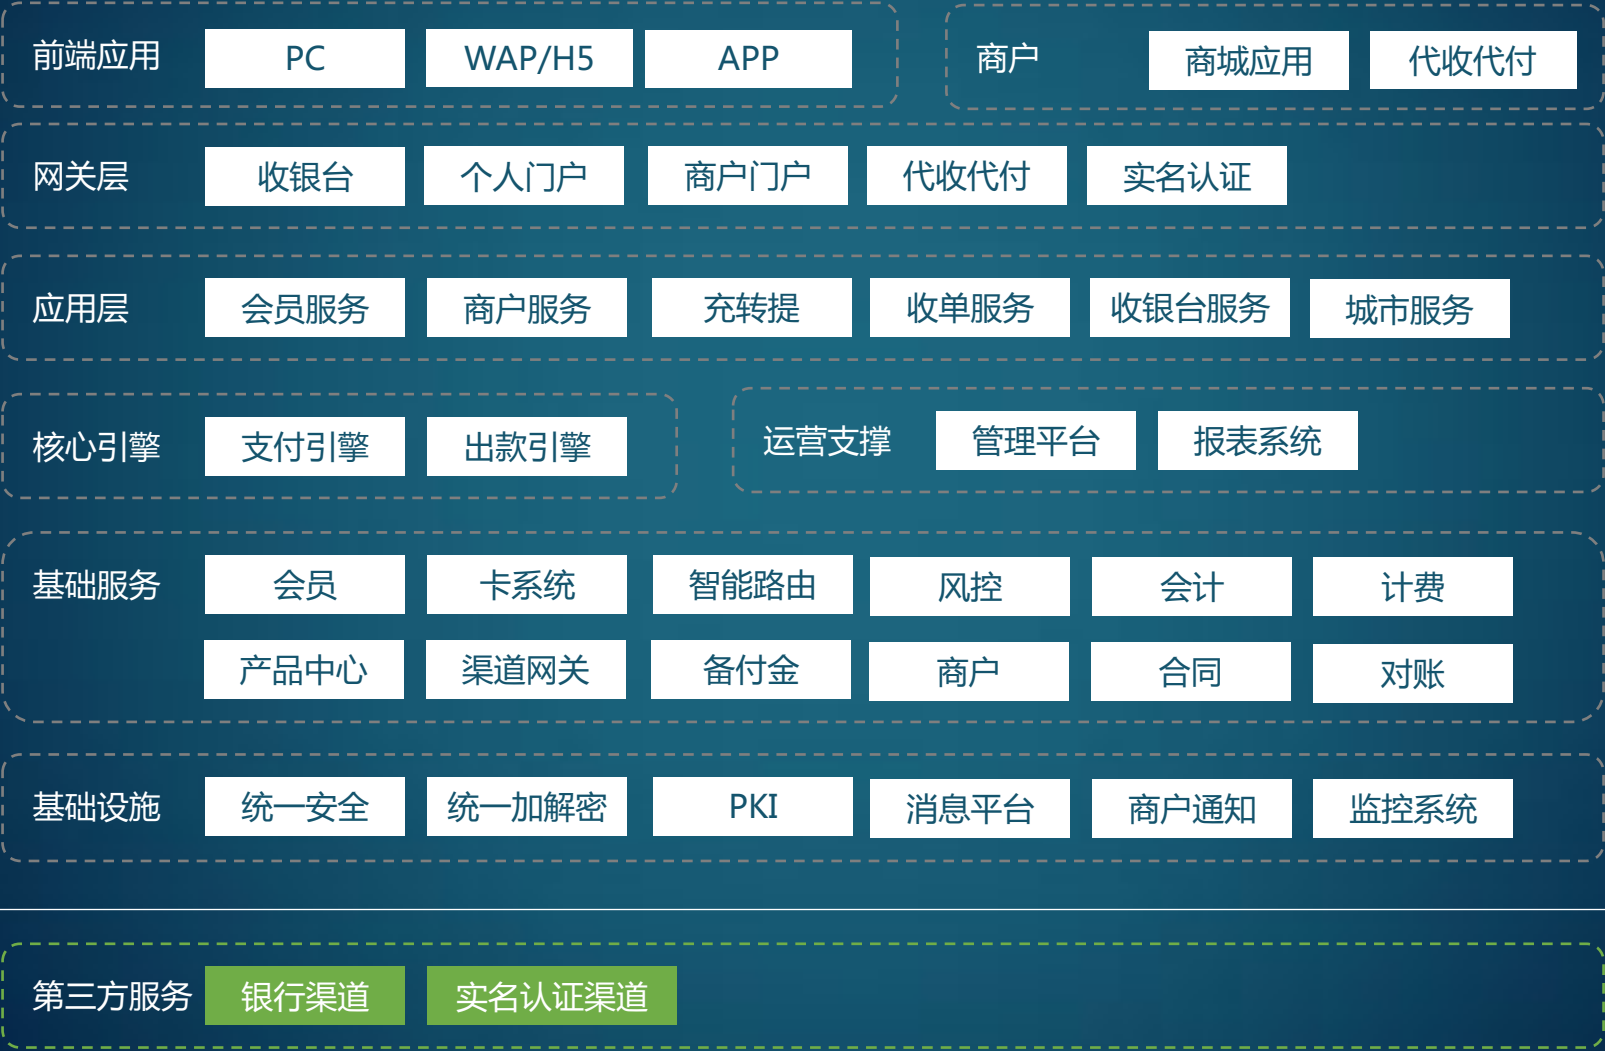 前端应用 PC WAP/H5 APP 商户 商城应用 代收代付
网关层 收银台 个人门户 商户门户 代收代付 实名认证
应用层 会员服务 商户服务 充转提 收单服务 收银台服务 城市服务
核心引擎 支付引擎 出款引擎 运营支撑 管理平台 报表系统
基础服务 会员 卡系统 智能路由 风控 会计 计费
产品中心 渠道网关 备付金 商户 合同 对账
基础设施 统一安全 统一加解密 PKI 消息平台 商户通知 监控系统
第三方服务 银行渠道 实名认证渠道